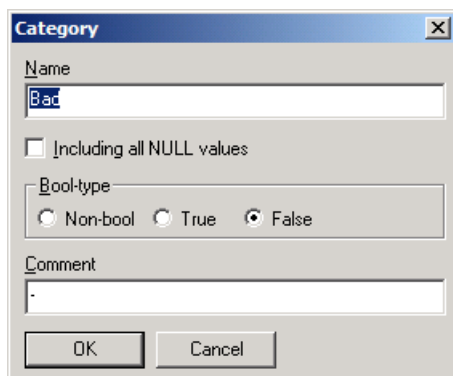 Category
Name
Bad
Including all NULL values
Bool-type
Non-bool True False
Comment
-
OK Cancel